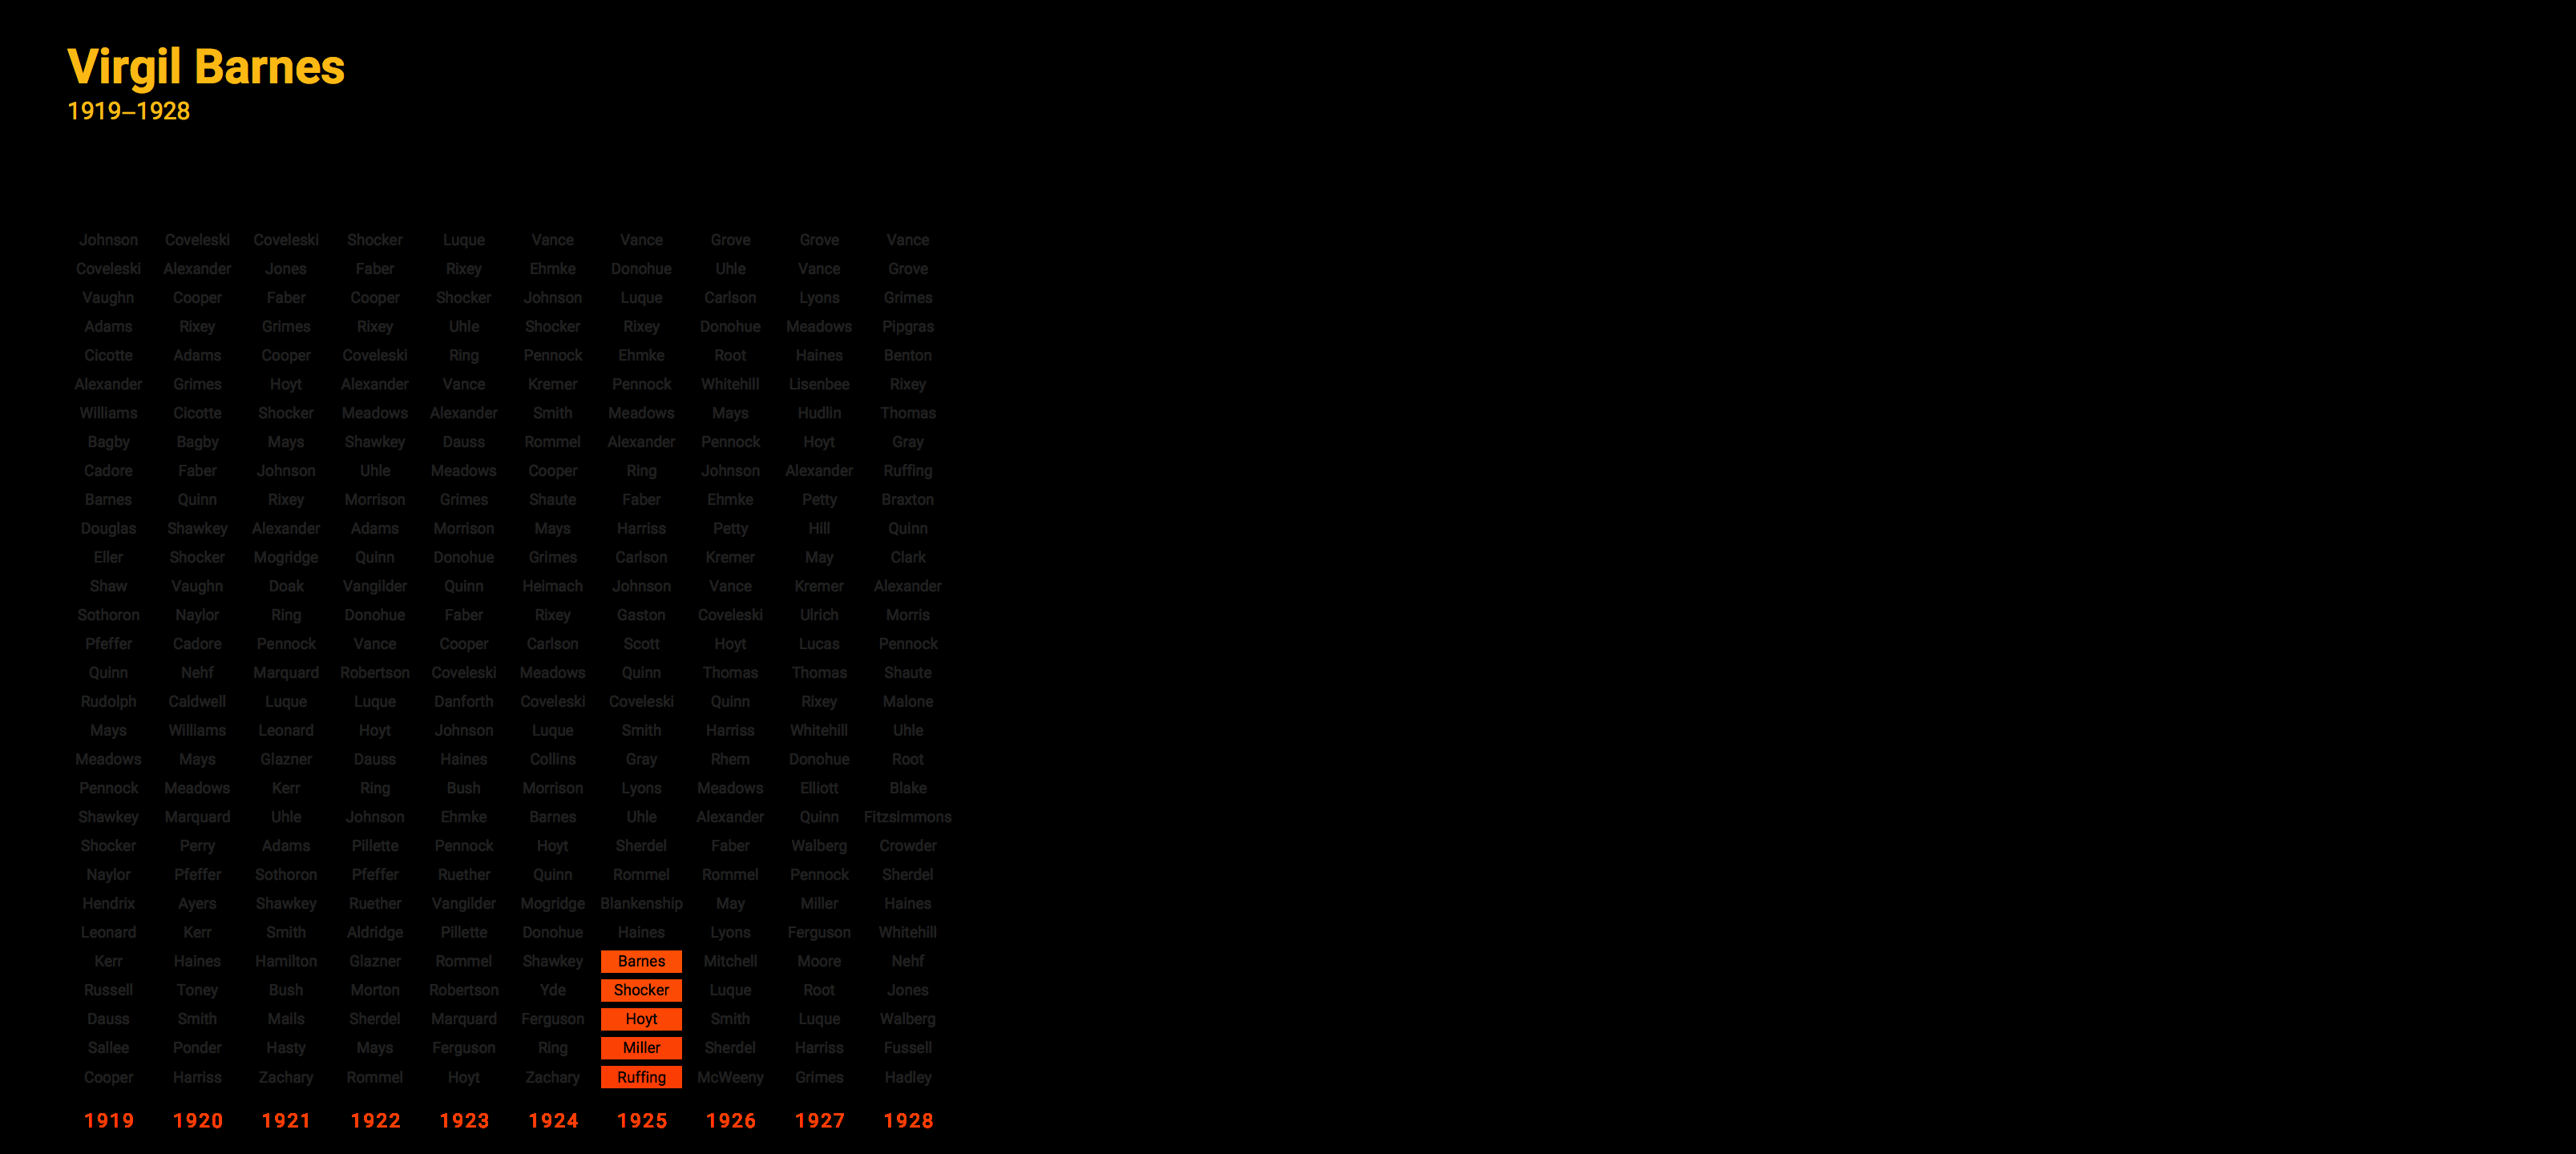 Virgil Barnes
1919–1928
Johnson Coveleski Coveleski Shocker Luque Vance Vance Grove Grove Vance
Coveleski Alexander Jones Faber Rixey Ehmke Donohue Uhle Vance Grove
Vaughn Cooper Faber Cooper Shocker Johnson Luque Carlson Lyons Grimes
Adams Rixey Grimes Rixey Uhle Shocker Rixey Donohue Meadows Pipgras
Cicotte Adams Cooper Coveleski Ring Pennock Ehmke Root Haines Benton
Alexander Grimes Hoyt Alexander Vance Kremer Pennock Whitehill Lisenbee Rixey
Williams Cicotte Shocker Meadows Alexander Smith Meadows Mays Hudlin Thomas
Bagby Bagby Mays Shawkey Dauss Rommel Alexander Pennock Hoyt Gray
Cadore Faber Johnson Uhle Meadows Cooper Ring Johnson Alexander Ruffing
Barnes Quinn Rixey Morrison Grimes Shaute Faber Ehmke Petty Braxton
Douglas Shawkey Alexander Adams Morrison Mays Harriss Petty Hill Quinn
Eller Shocker Mogridge Quinn Donohue Grimes Carlson Kremer May Clark
Shaw Vaughn Doak Vangilder Quinn Heimach Johnson Vance Kremer Alexander
Sothoron Naylor Ring Donohue Faber Rixey Gaston Coveleski Ulrich Morris
Pfeffer Cadore Pennock Vance Cooper Carlson Scott Hoyt Lucas Pennock
Quinn Nehf Marquard Robertson Coveleski Meadows Quinn Thomas Thomas Shaute
Rudolph Caldwell Luque Luque Danforth Coveleski Coveleski Quinn Rixey Malone
Mays Williams Leonard Hoyt Johnson Luque Smith Harriss Whitehill Uhle
Meadows Mays Glazner Dauss Haines Collins Gray Rhem Donohue Root
Pennock Meadows Kerr Ring Bush Morrison Lyons Meadows Elliott Blake
Shawkey Marquard Uhle Johnson Ehmke Barnes Uhle Alexander Quinn Fitzsimmons
Shocker Perry Adams Pillette Pennock Hoyt Sherdel Faber Walberg Crowder
Naylor Pfeffer Sothoron Pfeffer Ruether Quinn Rommel Rommel Pennock Sherdel
Hendrix Ayers Shawkey Ruether Vangilder Mogridge Blankenship May Miller Haines
Leonard Kerr Smith Aldridge Pillette Donohue Haines Lyons Ferguson Whitehill
Kerr Haines Hamilton Glazner Rommel Shawkey Barnes Mitchell Moore Nehf
Russell Toney Bush Morton Robertson Yde Shocker Luque Root Jones
Dauss Smith Mails Sherdel Marquard Ferguson Hoyt Smith Luque Walberg
Sallee Ponder Hasty Mays Ferguson Ring Miller Sherdel Harriss Fussell
Cooper Harriss Zachary Rommel Hoyt Zachary Ruffing McWeeny Grimes Hadley
1919 1920 1921 1922 1923 1924 1925 1926 1927 1928